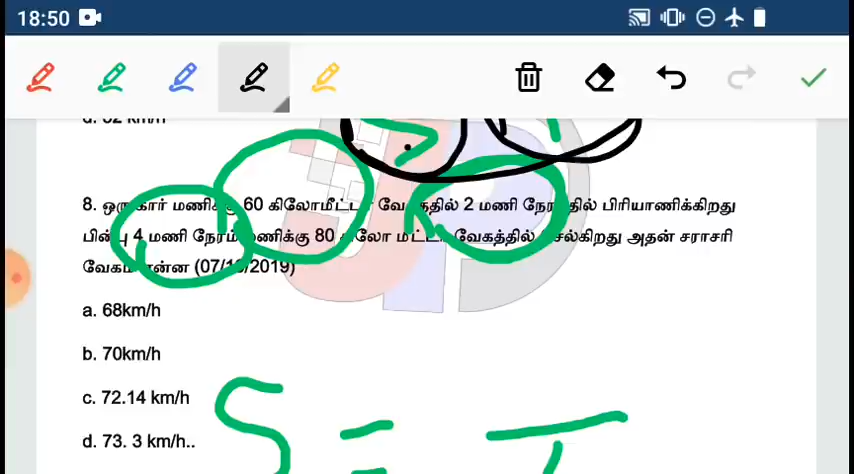 18:50
8. ஒரு கார் மணிக்கு 60 கிலோமீட்டர் வேகத்தில் 2 மணி நேரத்தில் பிரியாணிக்கிறது
பின்பு 4 மணி நேரம் மணிக்கு 80 கிலோ மீட்டர் வேகத்தில் செல்கிறது அதன் சராசரி
வேகம் என்ன (07/10/2019)
a. 68km/h
b. 70km/h
c. 72.14 km/h
d. 73. 3 km/h..
S =